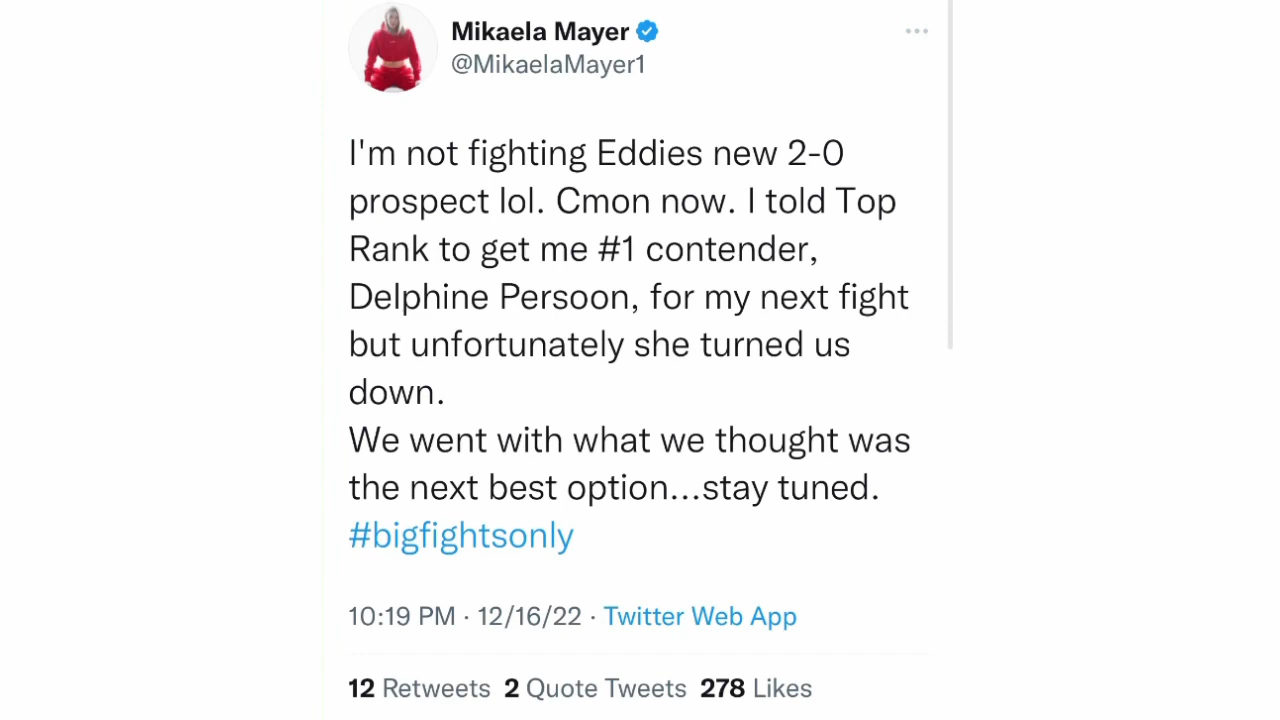 Mikaela Mayer
@MikaelaMayer1
I'm not fighting Eddies new 2-0
prospect lol. Cmon now. I told Top
Rank to get me #1 contender,
Delphine Persoon, for my next fight
but unfortunately she turned us
down.
We went with what we thought was
the next best option...stay tuned.
#bigfightsonly
10:19 PM · 12/16/22 · Twitter Web App
12 Retweets 2 Quote Tweets 278 Likes